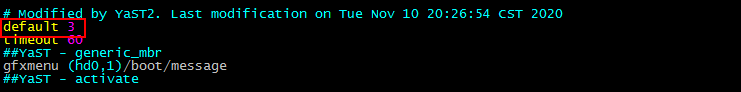 # Modified by YaST2. Last modification on Tue Nov 10 20:26:54 CST 2020
default 3
timeout 60
##YaST - generic_mbr
gfxmenu (hd0,1)/boot/message
##YaST - activate